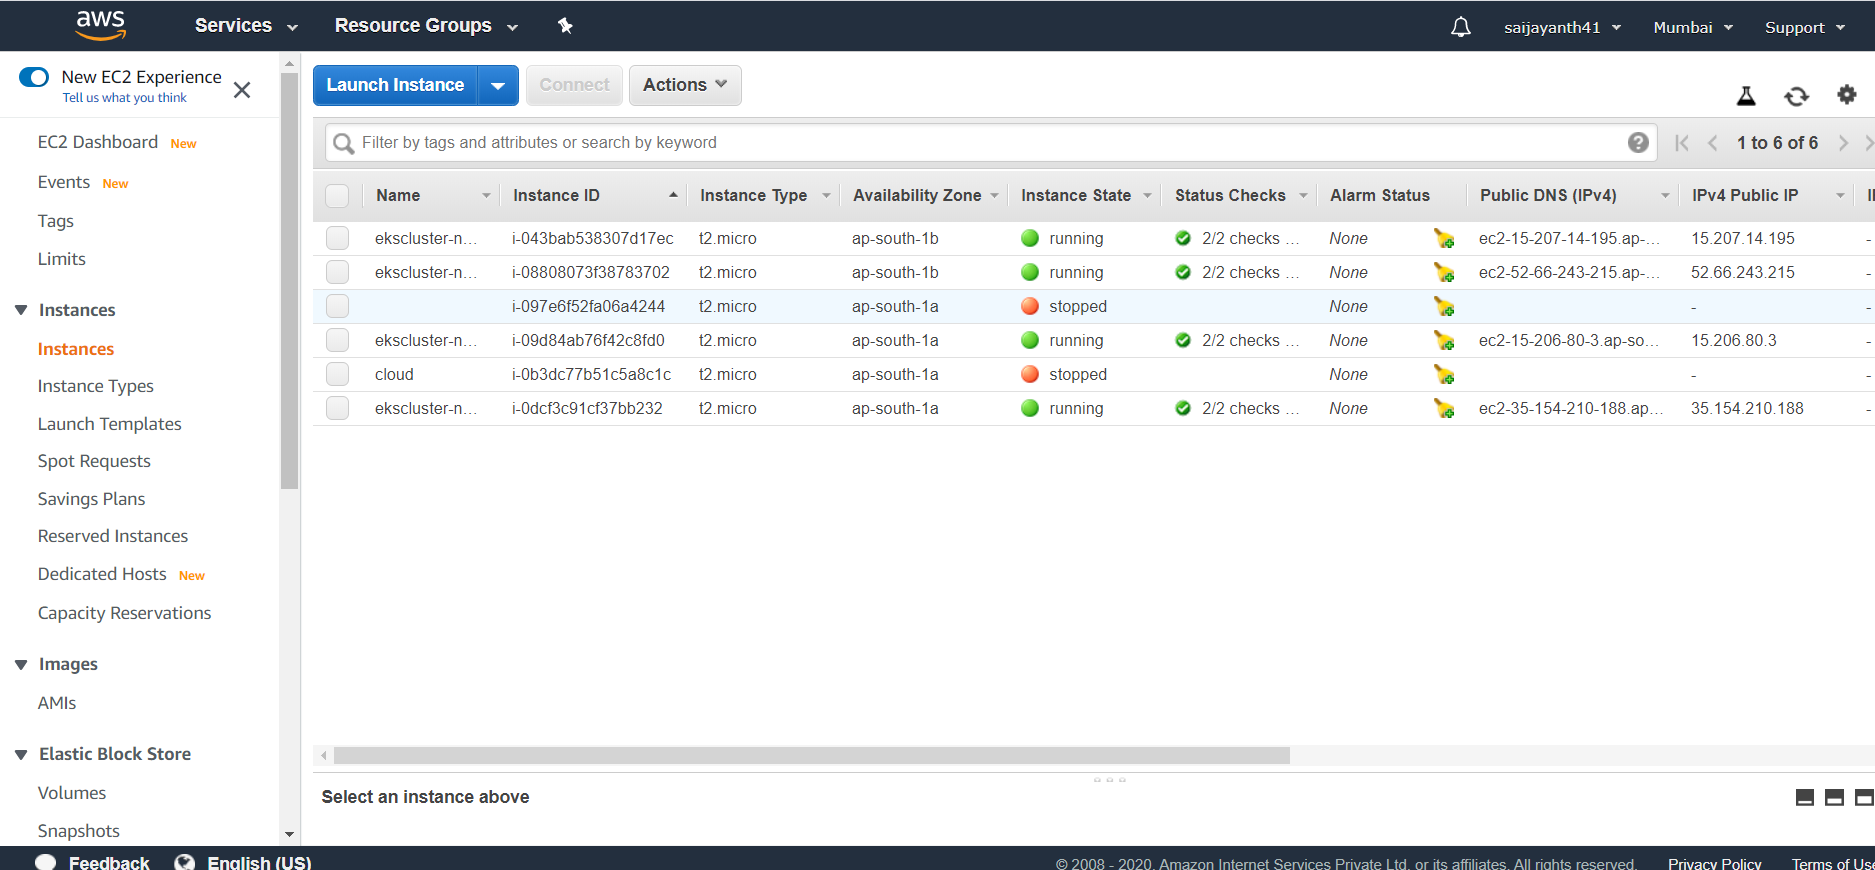 aws Services Resource Groups saijayanth41 Mumbai Support
New EC2 Experience
Tell us what you think
EC2 Dashboard New
Events New
Tags
Limits
Instances
Instances
Instance Types
Launch Templates
Spot Requests
Savings Plans
Reserved Instances
Dedicated Hosts New
Capacity Reservations
Images
AMIs
Elastic Block Store
Volumes
Snapshots
Launch Instance Connect Actions
Filter by tags and attributes or search by keyword 1 to 6 of 6
Name Instance ID Instance Type Availability Zone Instance State Status Checks Alarm Status Public DNS (IPv4) IPv4 Public IP
ekscluster-n... i-043bab538307d17ec t2.micro ap-south-1b running 2/2 checks ... None ec2-15-207-14-195.ap-... 15.207.14.195 -
ekscluster-n... i-08808073f38783702 t2.micro ap-south-1b running 2/2 checks ... None ec2-52-66-243-215.ap-... 52.66.243.215 -
i-097e6f52fa06a4244 t2.micro ap-south-1a stopped None - -
ekscluster-n... i-09d84ab76f42c8fd0 t2.micro ap-south-1a running 2/2 checks ... None ec2-15-206-80-3.ap-so... 15.206.80.3 -
cloud i-0b3dc77b51c5a8c1c t2.micro ap-south-1a stopped None - -
ekscluster-n... i-0dcf3c91cf37bb232 t2.micro ap-south-1a running 2/2 checks ... None ec2-35-154-210-188.ap... 35.154.210.188 -
Select an instance above
Feedback English (US) © 2008 - 2020, Amazon Internet Services Private Ltd. or its affiliates. All rights reserved. Privacy Policy Terms of